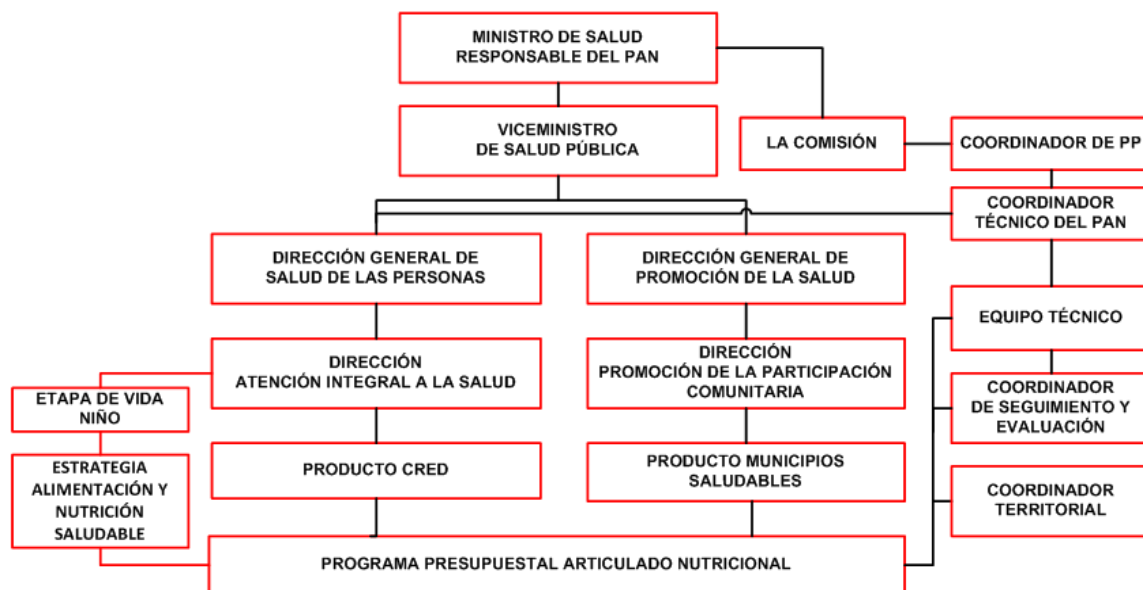 MINISTRO DE SALUD
RESPONSABLE DEL PAN
VICEMINISTRO
DE SALUD PÚBLICA
LA COMISIÓN
COORDINADOR DE PP
COORDINADOR
TÉCNICO DEL PAN
DIRECCIÓN GENERAL DE
SALUD DE LAS PERSONAS
DIRECCIÓN GENERAL DE
PROMOCIÓN DE LA SALUD
EQUIPO TÉCNICO
DIRECCIÓN
ATENCIÓN INTEGRAL A LA SALUD
DIRECCIÓN
PROMOCIÓN DE LA PARTICIPACIÓN
COMUNITARIA
COORDINADOR
DE SEGUIMIENTO Y
EVALUACIÓN
ETAPA DE VIDA
NIÑO
ESTRATEGIA
ALIMENTACIÓN Y
NUTRICIÓN
SALUDABLE
PRODUCTO CRED
PRODUCTO MUNICIPIOS
SALUDABLES
COORDINADOR
TERRITORIAL
PROGRAMA PRESUPUESTAL ARTICULADO NUTRICIONAL